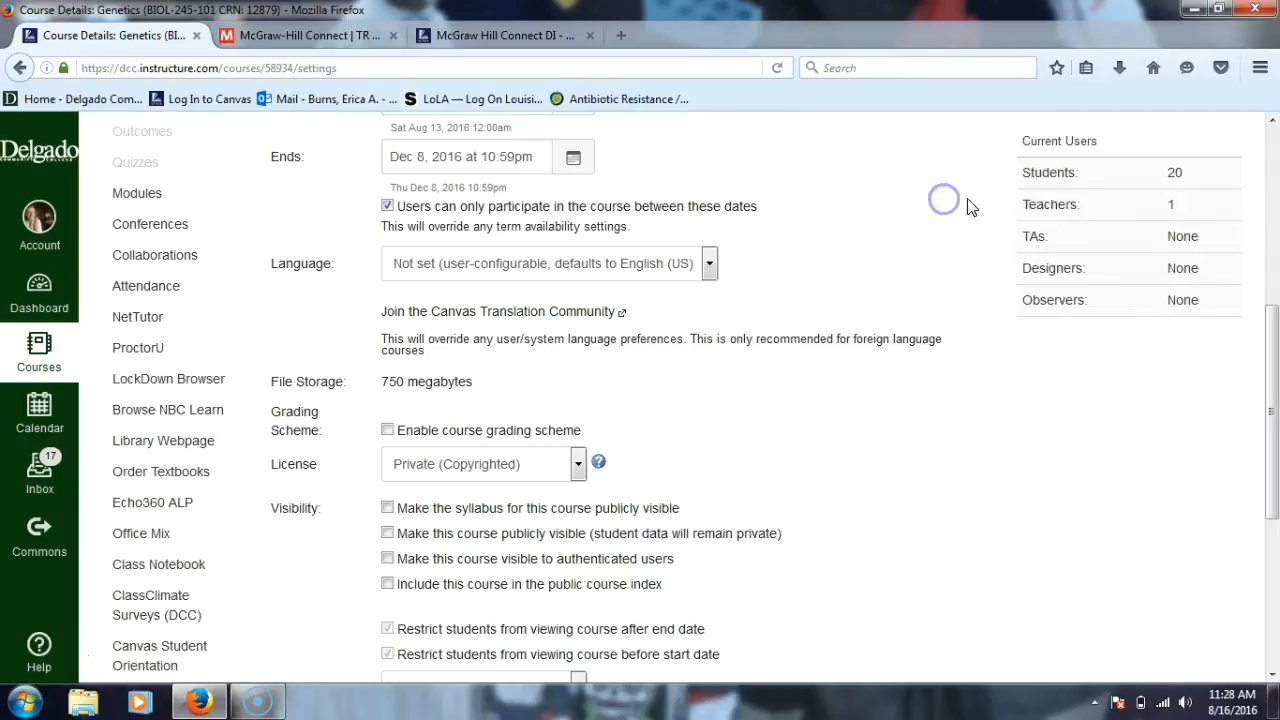 Course Details: Genetics (BIOL-245-101 CRN: 12879) - Mozilla Firefox
Course Details: Genetics (BI...
McGraw-Hill Connect | TR ...
McGraw Hill Connect DI - ...
https://dcc.instructure.com/courses/58934/settings
Search
Home - Delgado Com...
Log In to Canvas
Mail - Burns, Erica A. - ...
LoLA — Log On Louisi...
Antibiotic Resistance /...
Delgado
COMMUNITY COLLEGE
Account
Dashboard
Courses
Calendar
17
Inbox
Commons
Help
Outcomes
Quizzes
Modules
Conferences
Collaborations
Attendance
NetTutor
ProctorU
LockDown Browser
Browse NBC Learn
Library Webpage
Order Textbooks
Echo360 ALP
Office Mix
Class Notebook
ClassClimate
Surveys (DCC)
Canvas Student
Orientation
Sat Aug 13, 2016 12:00am
Ends: Dec 8, 2016 at 10:59pm
Thu Dec 8, 2016 10:59pm
Users can only participate in the course between these dates
This will override any term availability settings.
Language: Not set (user-configurable, defaults to English (US)
Join the Canvas Translation Community
This will override any user/system language preferences. This is only recommended for foreign language
courses
File Storage: 750 megabytes
Grading
Scheme: Enable course grading scheme
License Private (Copyrighted)
Visibility: Make the syllabus for this course publicly visible
Make this course publicly visible (student data will remain private)
Make this course visible to authenticated users
Include this course in the public course index
Restrict students from viewing course after end date
Restrict students from viewing course before start date
Current Users
Students: 20
Teachers: 1
TAs: None
Designers: None
Observers: None
11:28 AM
8/16/2016